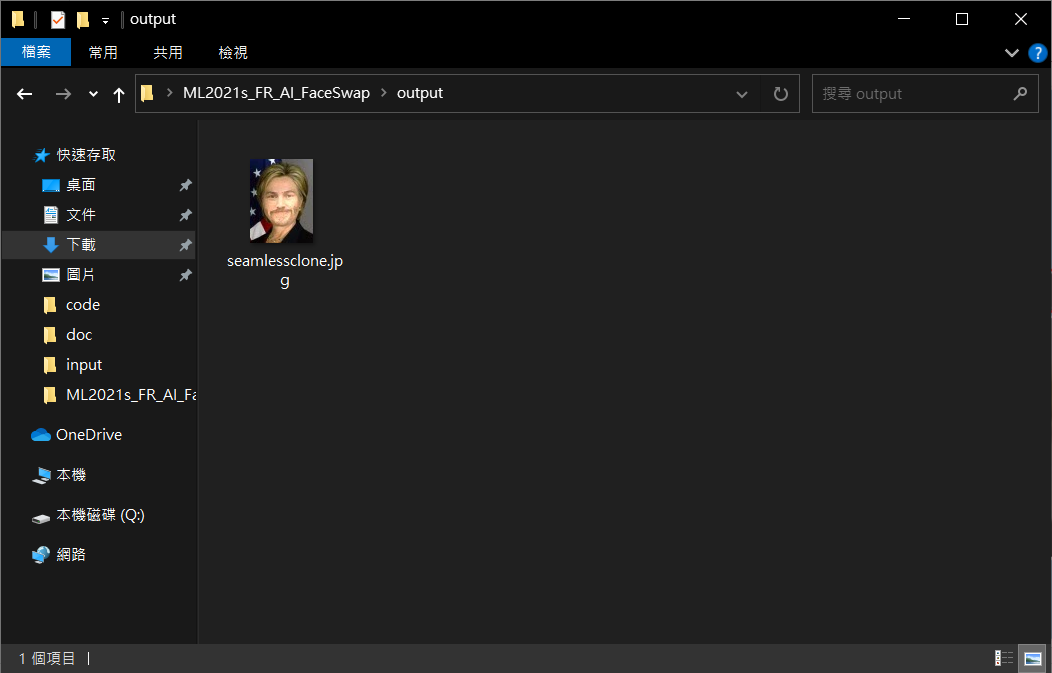 output
檔案 常用 共用 檢視
ML2021s_FR_AI_FaceSwap output
搜尋 output
快速存取
桌面
文件
下載
圖片
code
doc
input
ML2021s_FR_AI_Fa
OneDrive
本機
本機磁碟 (Q:)
網路
seamlessclone.jp
g
1 個項目